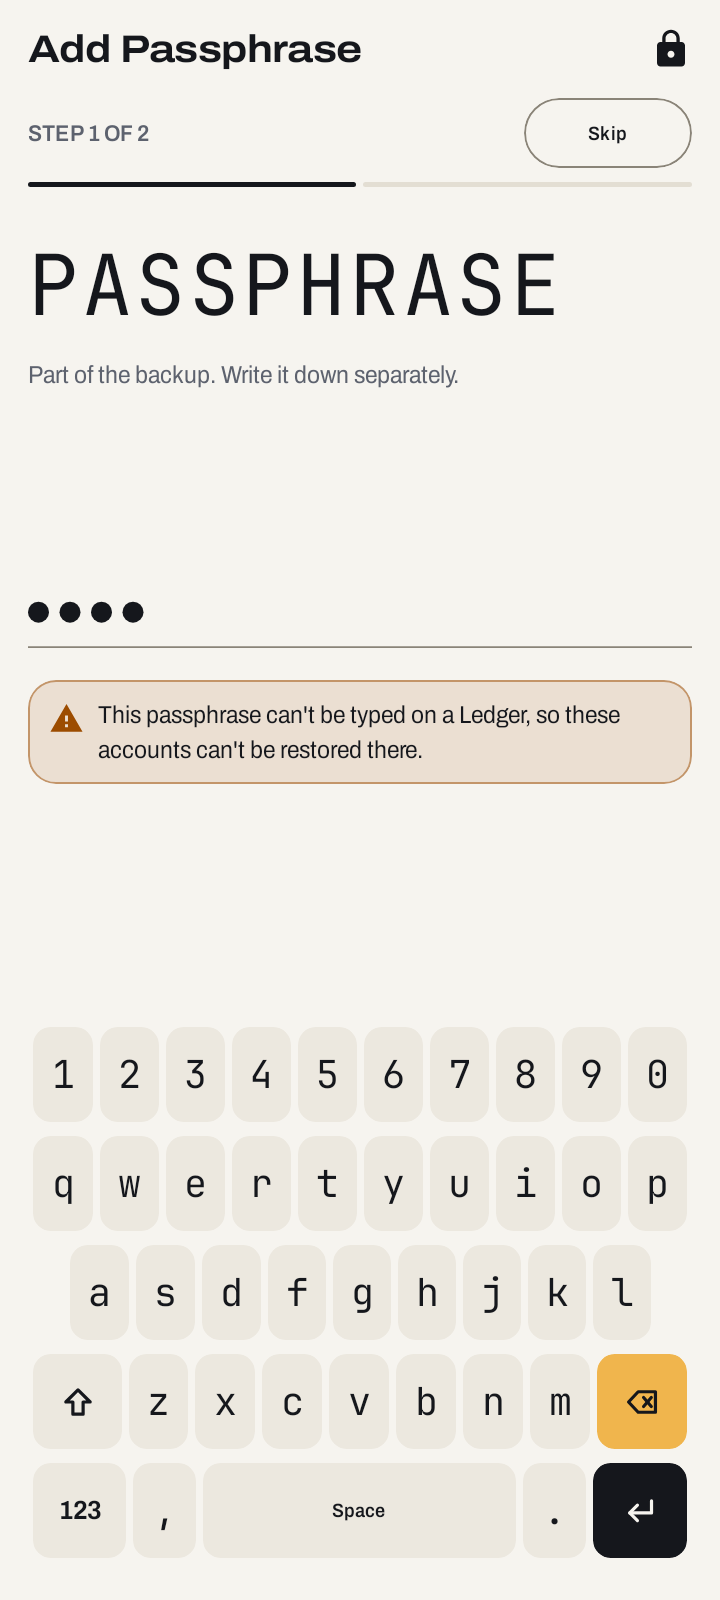 Add Passphrase
STEP 1 OF 2
Skip
PASSPHRASE
Part of the backup. Write it down separately.
This passphrase can't be typed on a Ledger, so these
accounts can't be restored there.
1 2 3 4 5 6 7 8 9 0
q w e r t y u i o p
a s d f g h j k l
z x c v b n m
123 , Space .